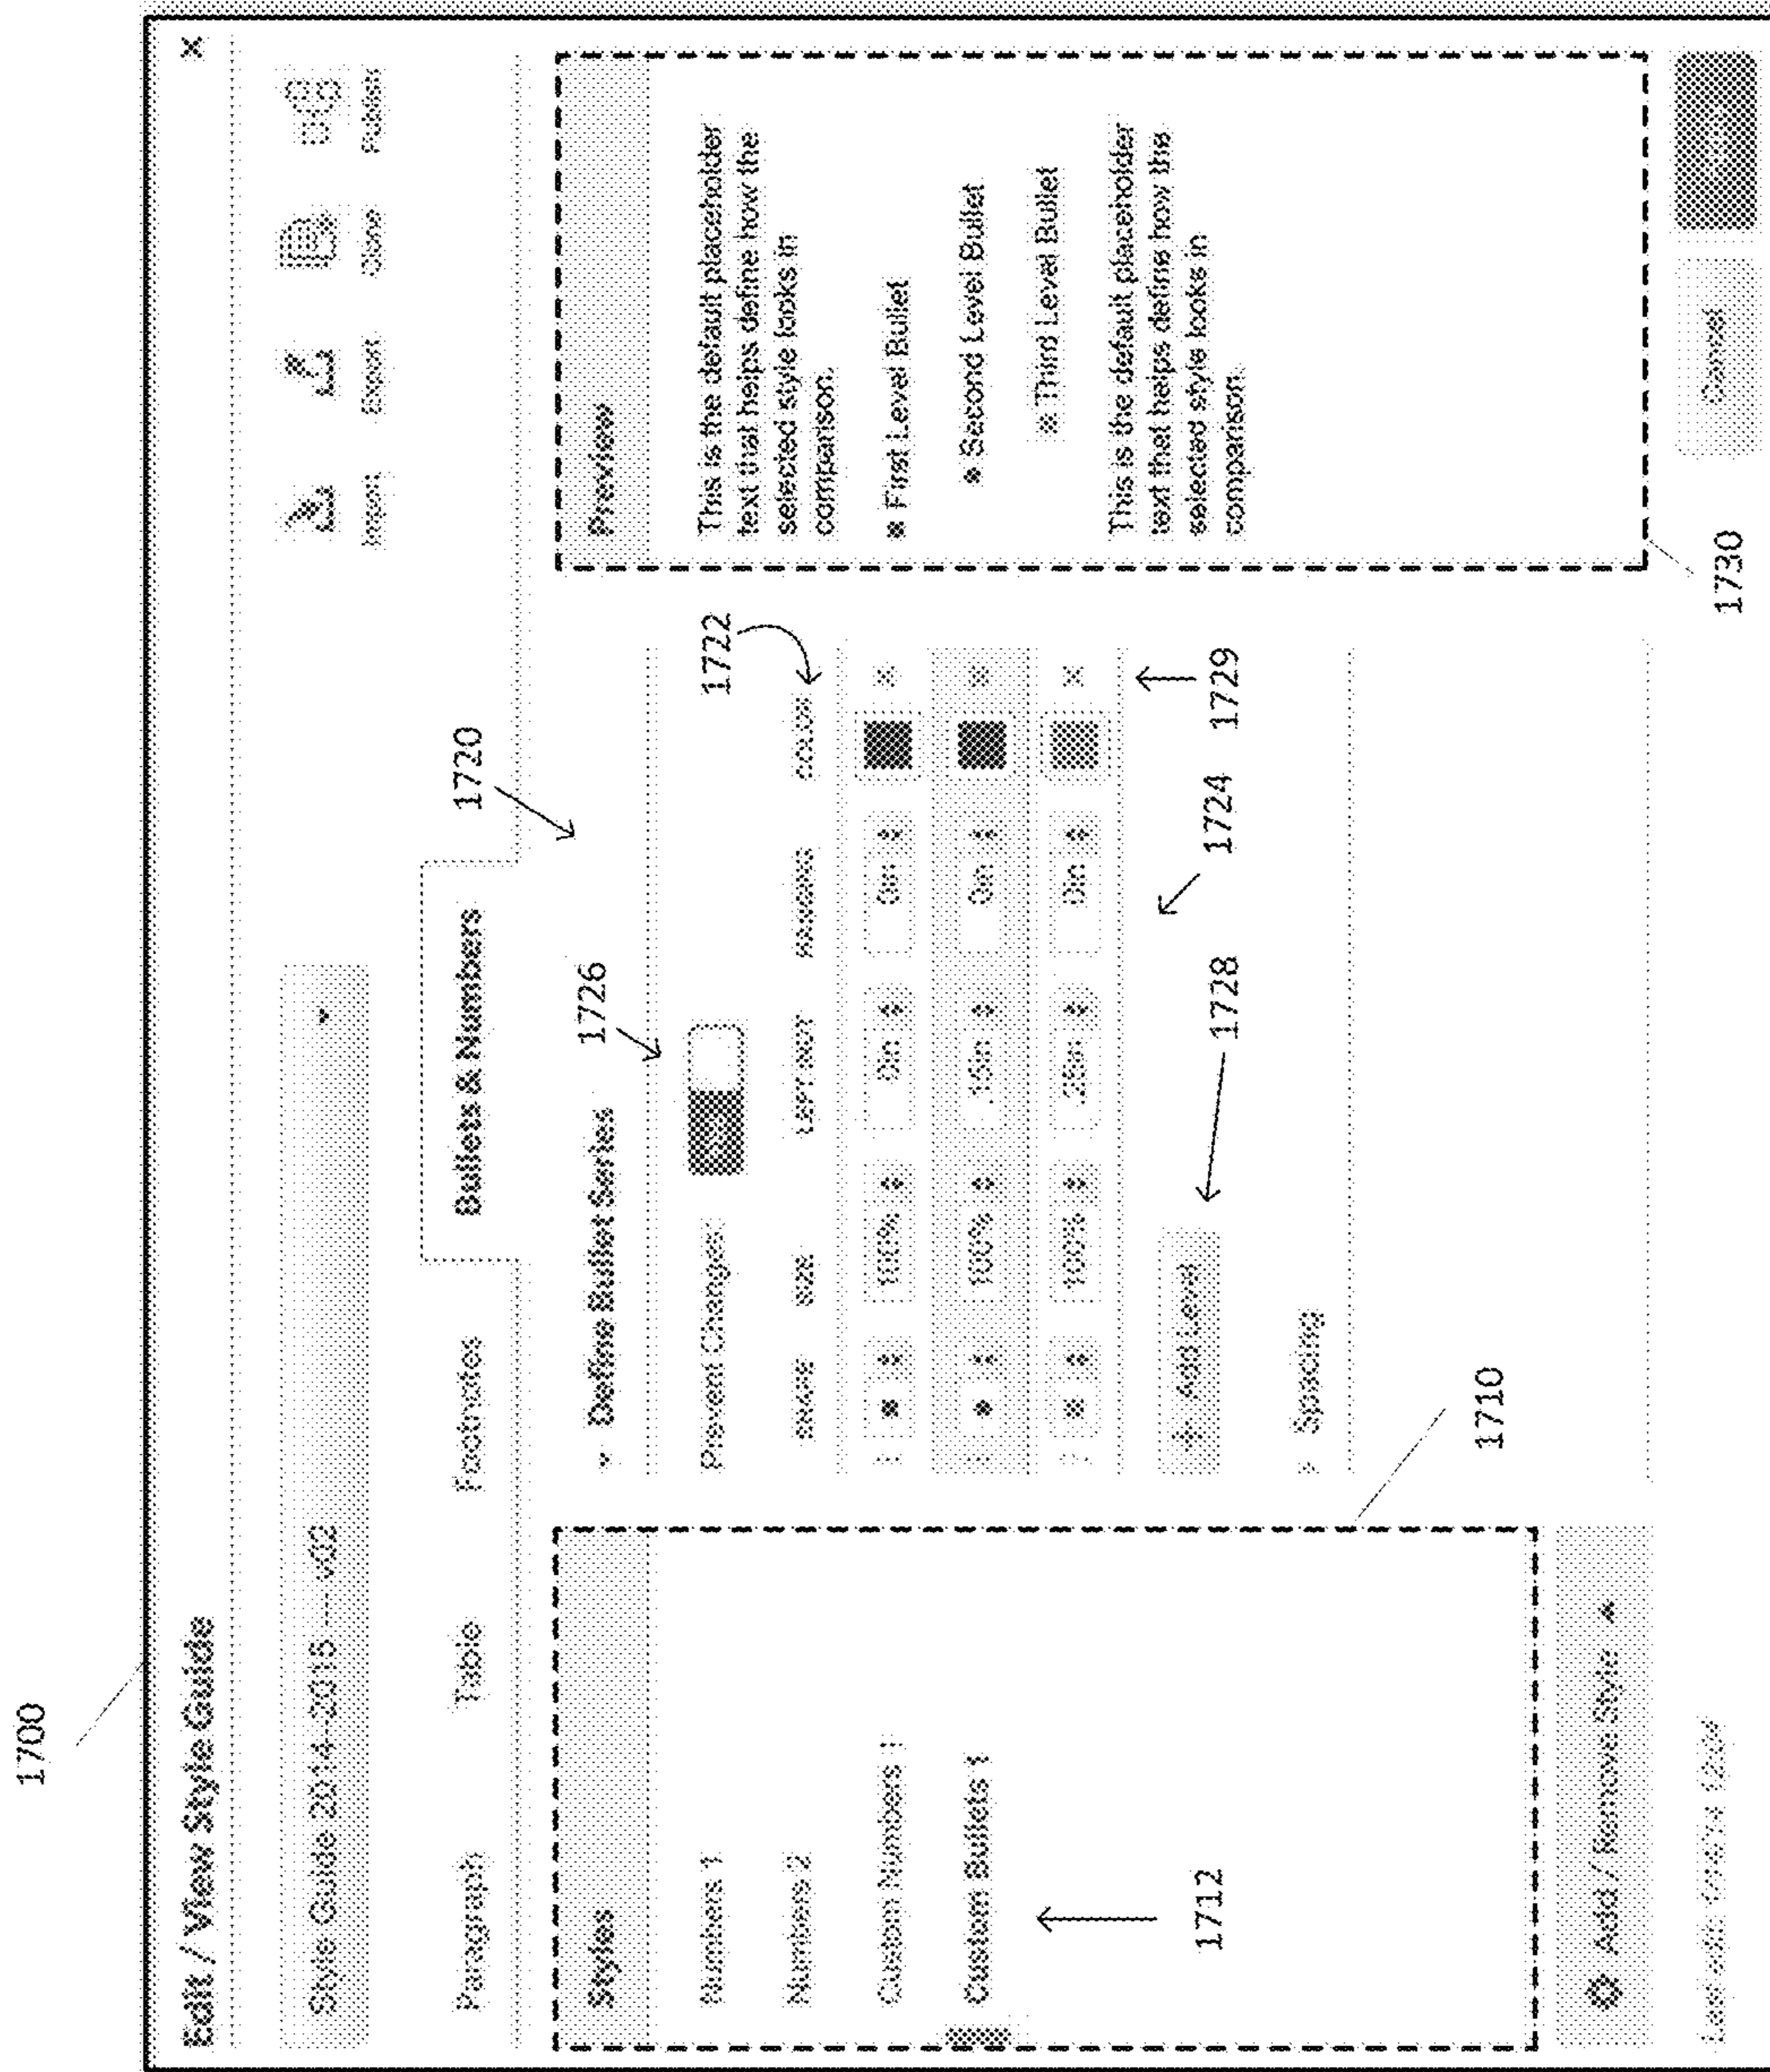 1700
Edit / View Style Guide ×
Style Guide 2014-2015 — v02
Import Export Clone Publish
Paragraph Table Footnotes Bullets & Numbers
1720
Styles
Numbers 1
Numbers 2
Custom Numbers 1
Custom Bullets 1
1712
1710
Add / Remove Style
Define Bullet Series
1726
Prevent Changes:
1722
SHAPE SIZE LEFT INDT HANGING COLOR
100% 0in 0in ×
100% 0in ×
100% .25in 0in ×
+ Add Level
1728
1724
1729
Spacing
Preview
This is the default placeholder
text that helps define how the
selected style looks in
comparison.
First Level Bullet
Second Level Bullet
Third Level Bullet
This is the default placeholder
text that helps define how the
selected style looks in
comparison.
1730
Cancel